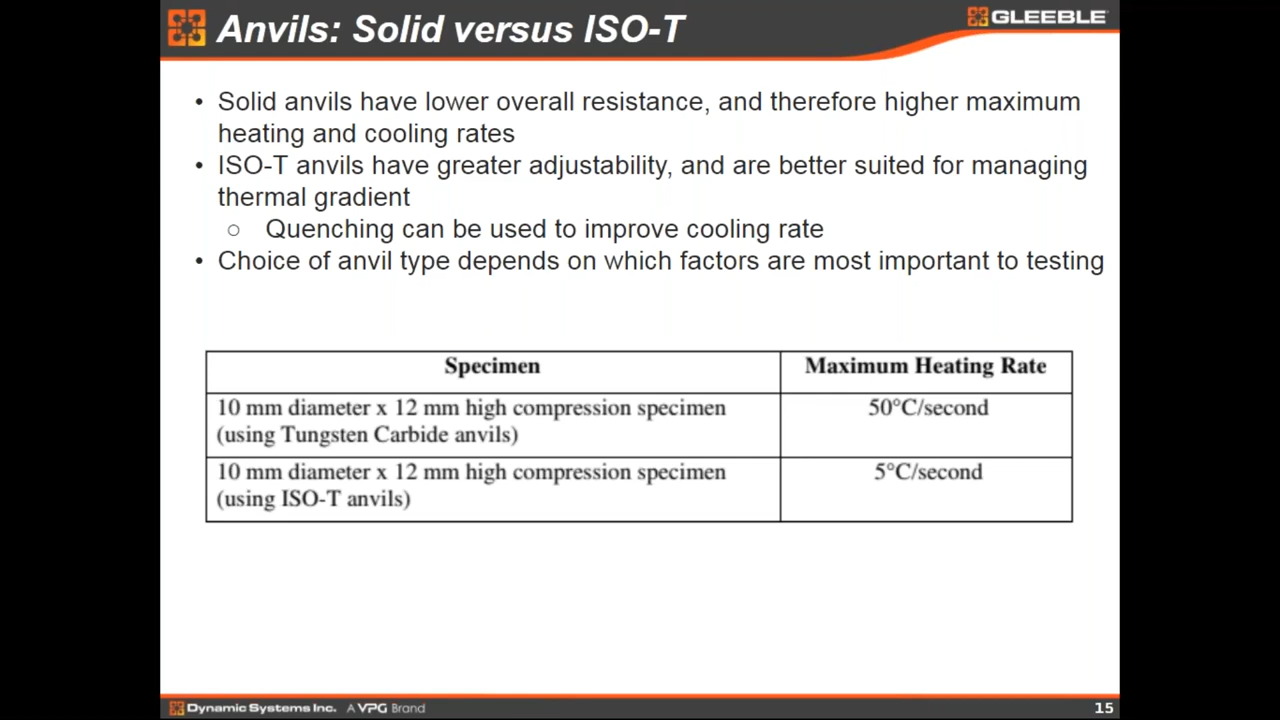 Anvils: Solid versus ISO-T
GLEEBLE
• Solid anvils have lower overall resistance, and therefore higher maximum
heating and cooling rates
• ISO-T anvils have greater adjustability, and are better suited for managing
thermal gradient
○ Quenching can be used to improve cooling rate
• Choice of anvil type depends on which factors are most important to testing
Specimen Maximum Heating Rate
10 mm diameter x 12 mm high compression specimen 50°C/second
(using Tungsten Carbide anvils)
10 mm diameter x 12 mm high compression specimen 5°C/second
(using ISO-T anvils)
Dynamic Systems Inc. A VPG Brand 15